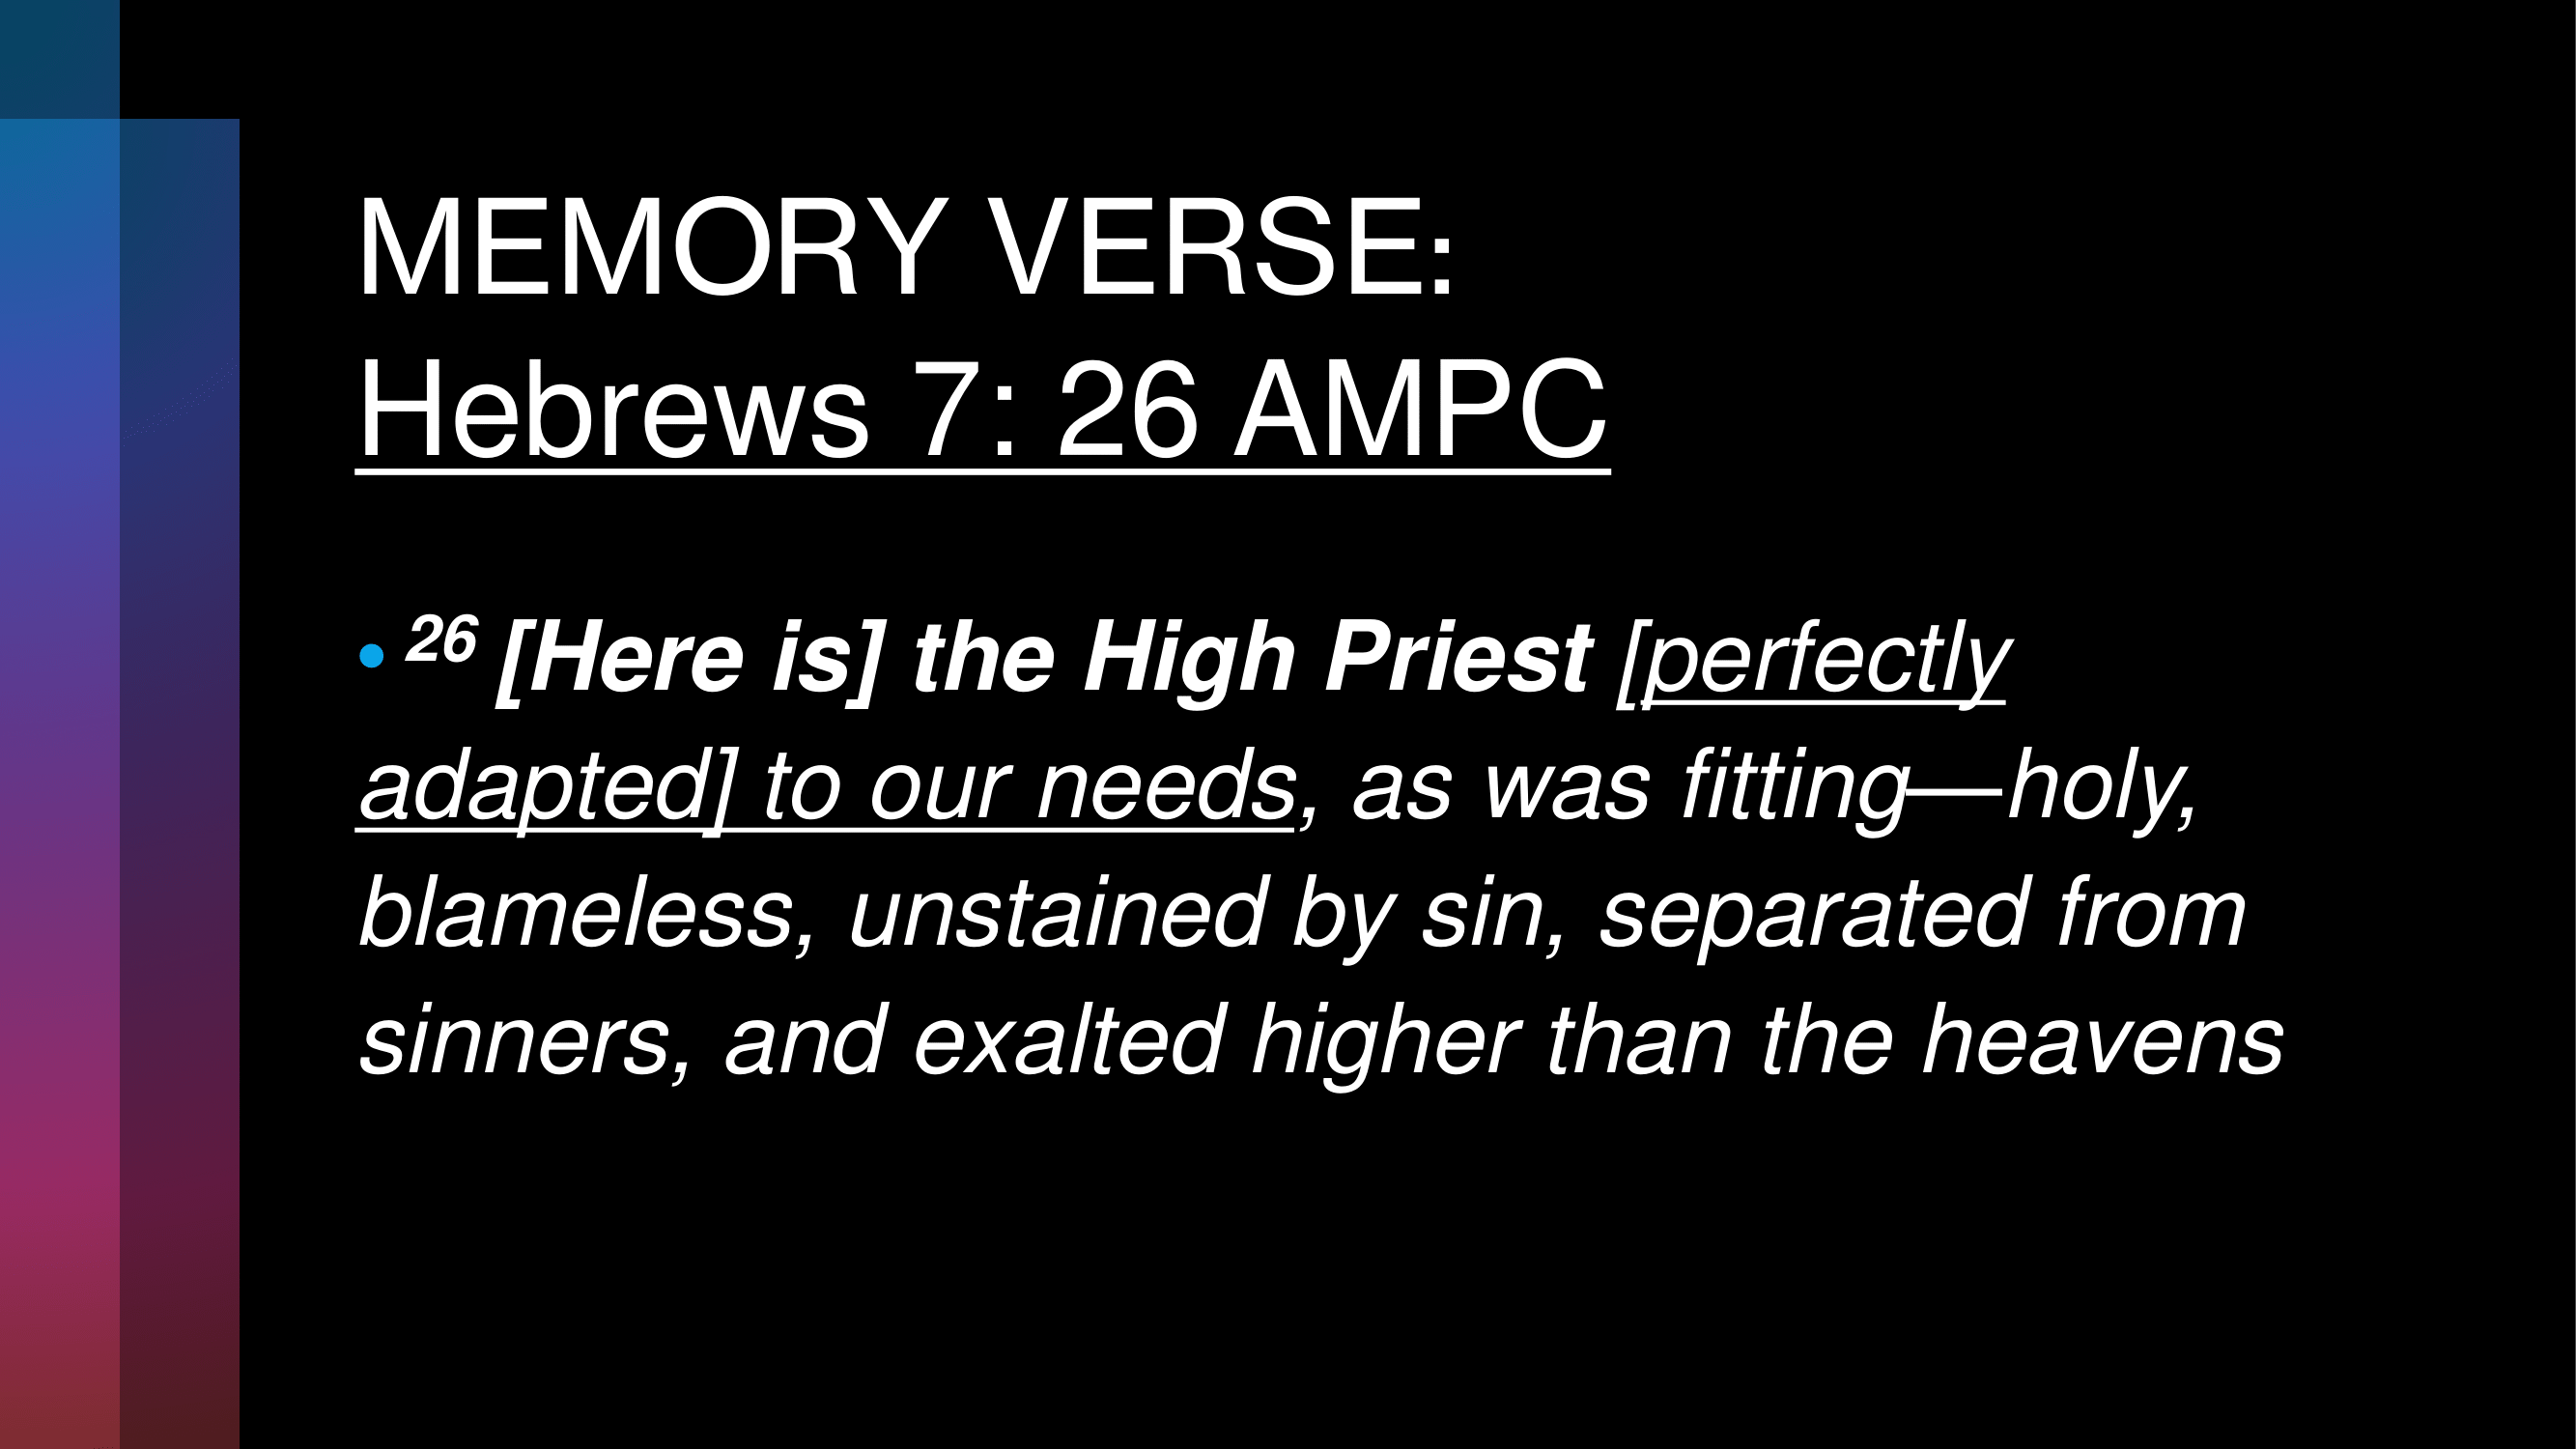 MEMORY VERSE:
Hebrews 7: 26 AMPC
• 26 [Here is] the High Priest [perfectly
adapted] to our needs, as was fitting—holy,
blameless, unstained by sin, separated from
sinners, and exalted higher than the heavens